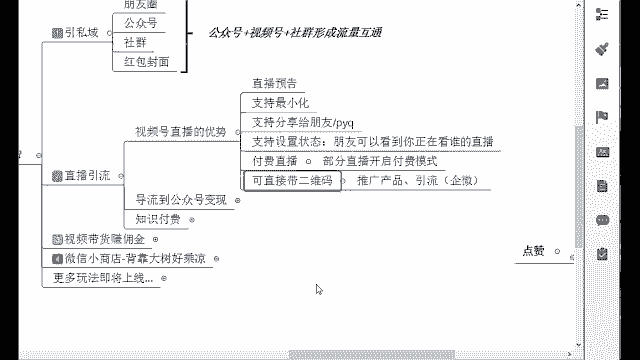 朋友圈
引私域
公众号
公众号+视频号+社群形成流量互通
社群
红包封面
直播预告
支持最小化
支持分享给朋友/pyq
视频号直播的优势
支持设置状态：朋友可以看到你正在看谁的直播
付费直播
部分直播开启付费模式
直播引流
可直接带二维码
推广产品、引流（企微）
导流到公众号变现
知识付费
视频带货赚佣金
微信小商店-背靠大树好乘凉
点赞
更多玩法即将上线...